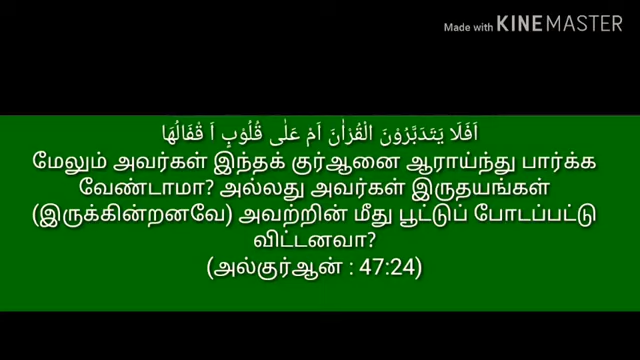 Made with KINEMASTER
اَفَلَا يَتَدَبَّرُوْنَ الْقُرْاٰنَ اَمْ عَلٰى قُلُوْبٍ اَ قْفَالُهَا
மேலும் அவர்கள் இந்தக் குர்ஆனை ஆராய்ந்து பார்க்க
வேண்டாமா? அல்லது அவர்கள் இருதயங்கள்
(இருக்கின்றனவே) அவற்றின் மீது பூட்டுப் போடப்பட்டு
விட்டனவா?
(அல்குர்ஆன் : 47:24)